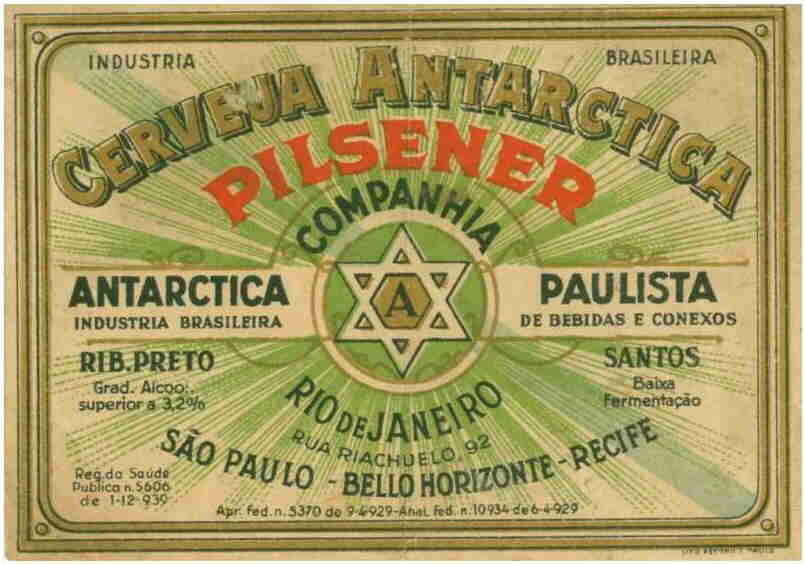 INDUSTRIA BRASILEIRA
CERVEJA ANTARCTICA
PILSENER
COMPANHIA
ANTARCTICA
INDUSTRIA BRASILEIRA
A
PAULISTA
DE BEBIDAS E CONEXOS
RIB. PRETO
Grad. Alcool.
superior a 3,2%
SANTOS
Baixa
Fermentação
RIO DE JANEIRO
RUA RIACHUELO, 92
SÃO PAULO - BELLO HORIZONTE - RECIFE
Reg. da Saúde
Publica n. 5606
de 1-12-939
Apr. fed. n. 5370 de 9-4-929 - Anal. fed. n. 10934 de 6-4-929